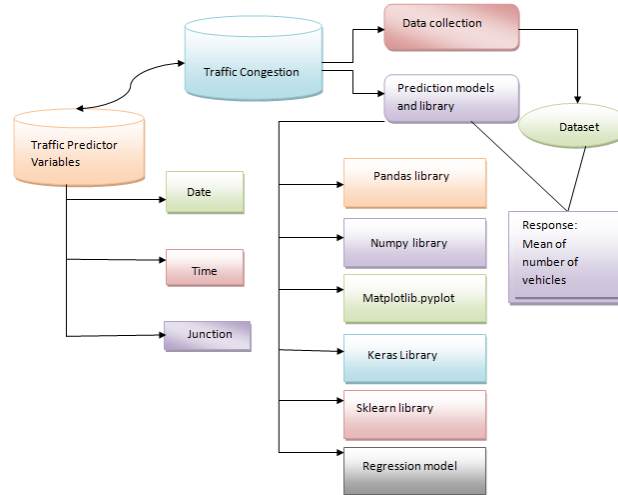 Data collection
Traffic Congestion
Prediction models
and library
Dataset
Traffic Predictor
Variables
Date
Time
Junction
Pandas library
Numpy library
Matplotlib.pyplot
Keras Library
Sklearn library
Regression model
Response:
Mean of
number of
vehicles